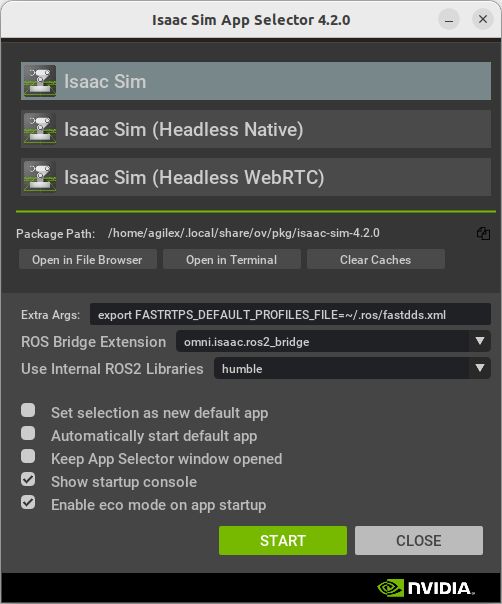 Isaac Sim App Selector 4.2.0
Isaac Sim
Isaac Sim (Headless Native)
Isaac Sim (Headless WebRTC)
Package Path: /home/agilex/.local/share/ov/pkg/isaac-sim-4.2.0
Open in File Browser Open in Terminal Clear Caches
Extra Args: export FASTRTPS_DEFAULT_PROFILES_FILE=~/.ros/fastdds.xml
ROS Bridge Extension omni.isaac.ros2_bridge
Use Internal ROS2 Libraries humble
Set selection as new default app
Automatically start default app
Keep App Selector window opened
Show startup console
Enable eco mode on app startup
START CLOSE
NVIDIA.